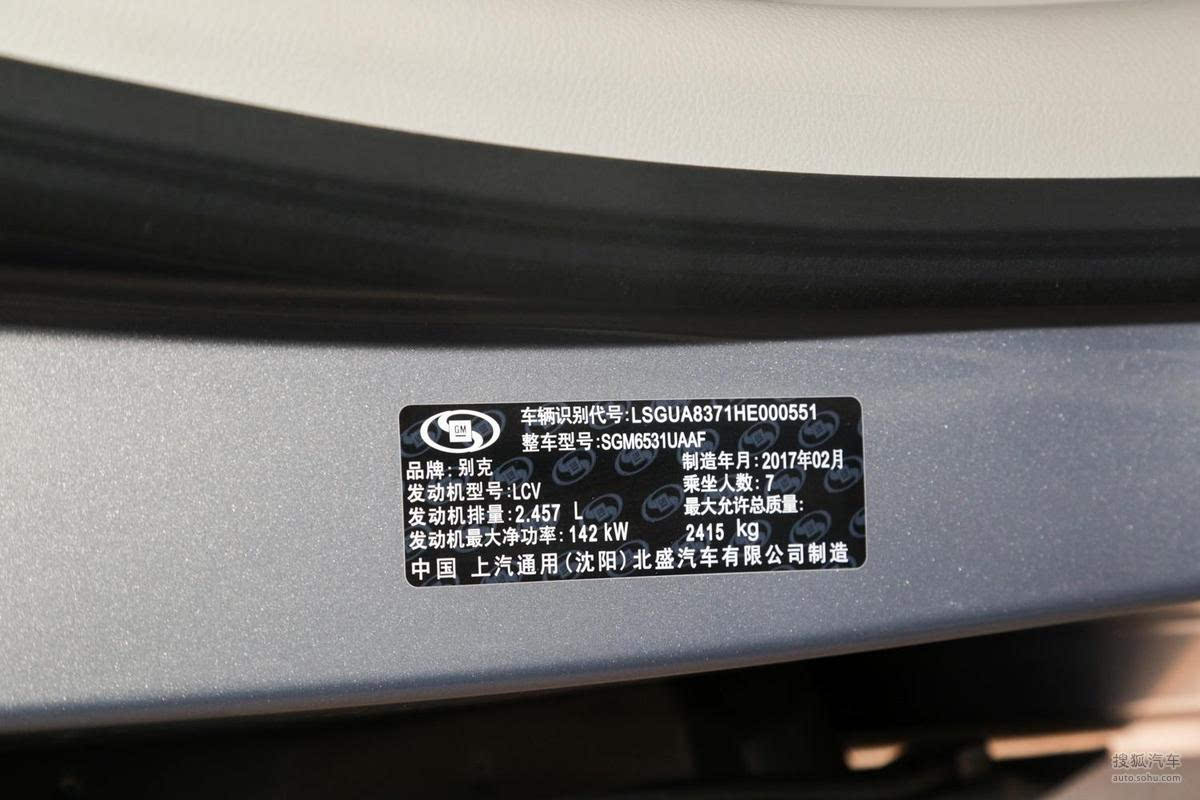 GM
车辆识别代号:LSGUA8371HE000551
整车型号:SGM6531UAAF
品牌:别克
制造年月:2017年02月
发动机型号:LCV
乘坐人数:7
发动机排量:2.457 L
最大允许总质量:
发动机最大净功率:142 kW
2415 kg
中国 上汽通用(沈阳)北盛汽车有限公司制造
搜狐汽车
auto.sohu.com